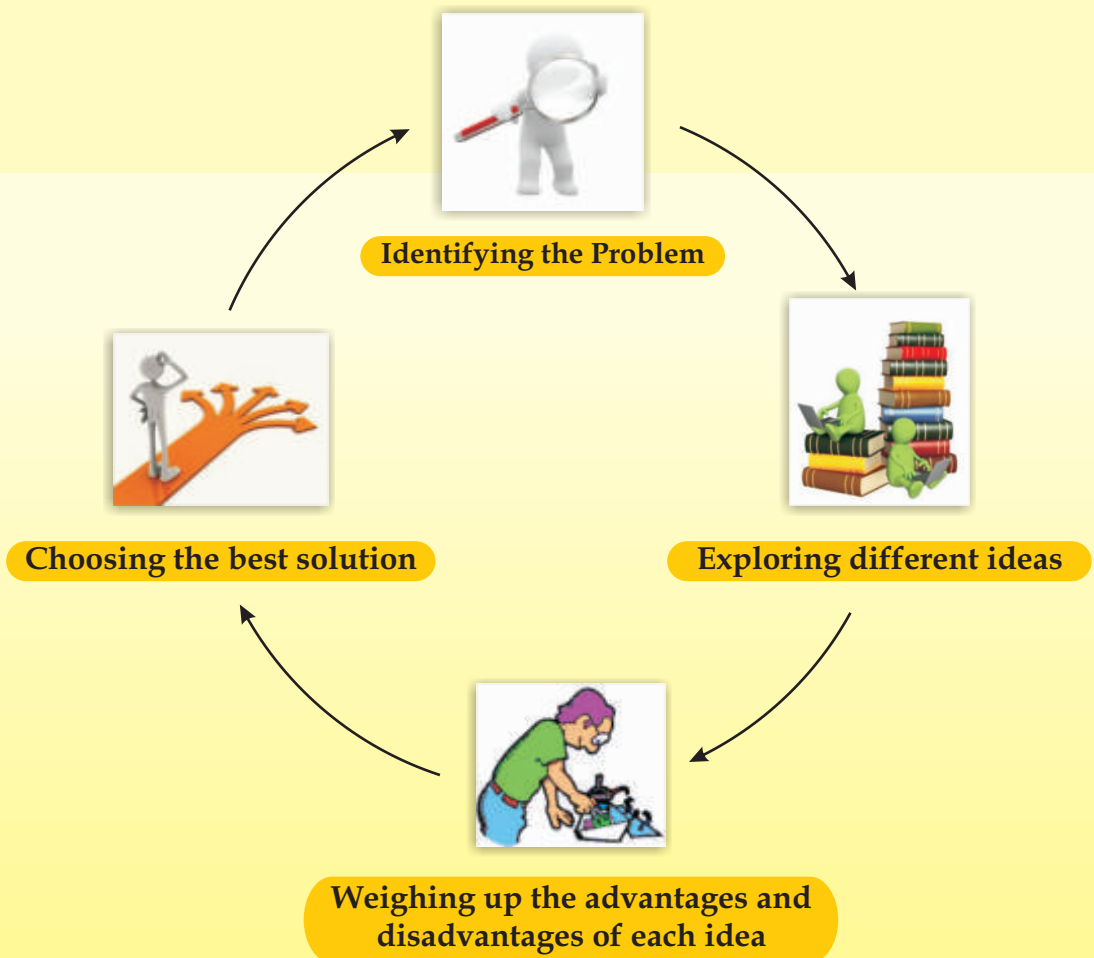 Identifying the Problem
Exploring different ideas
Weighing up the advantages and
disadvantages of each idea
Choosing the best solution